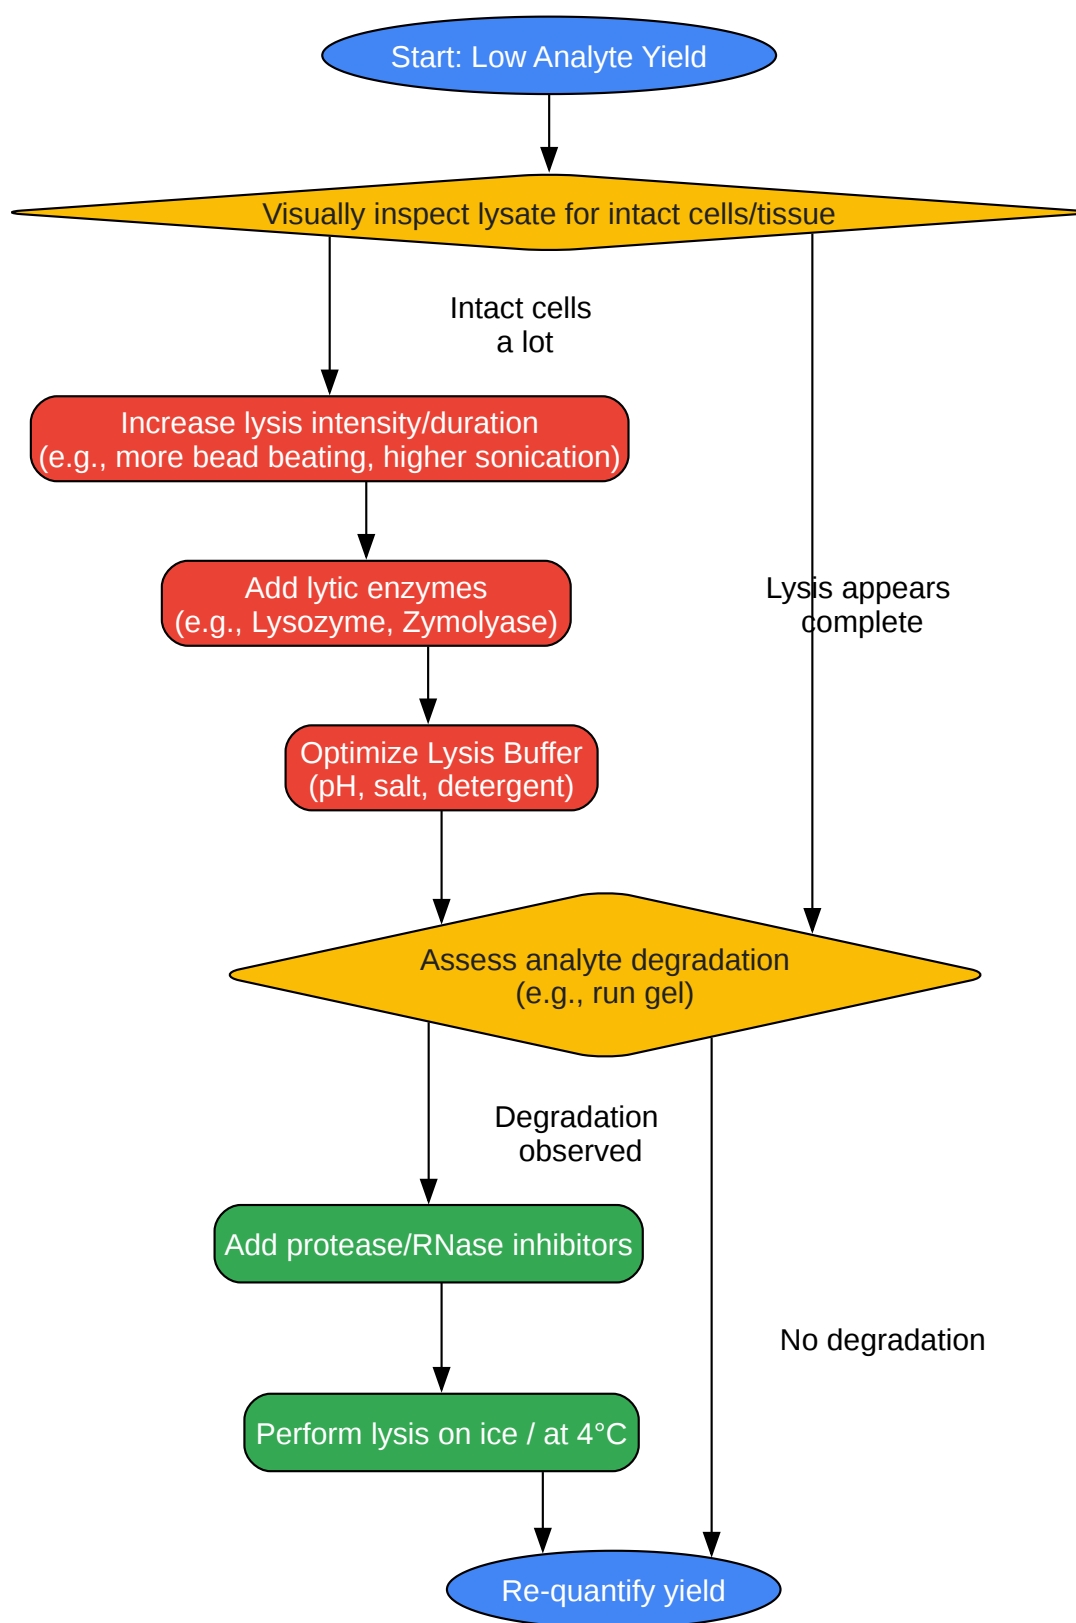 Start: Low Analyte Yield
Visually inspect lysate for intact cells/tissue
Intact cells
a lot
Increase lysis intensity/duration
(e.g., more bead beating, higher sonication)
Add lytic enzymes
(e.g., Lysozyme, Zymolyase)
Lysis appears
complete
Optimize Lysis Buffer
(pH, salt, detergent)
Assess analyte degradation
(e.g., run gel)
Degradation
observed
Add protease/RNase inhibitors
No degradation
Perform lysis on ice / at 4°C
Re-quantify yield